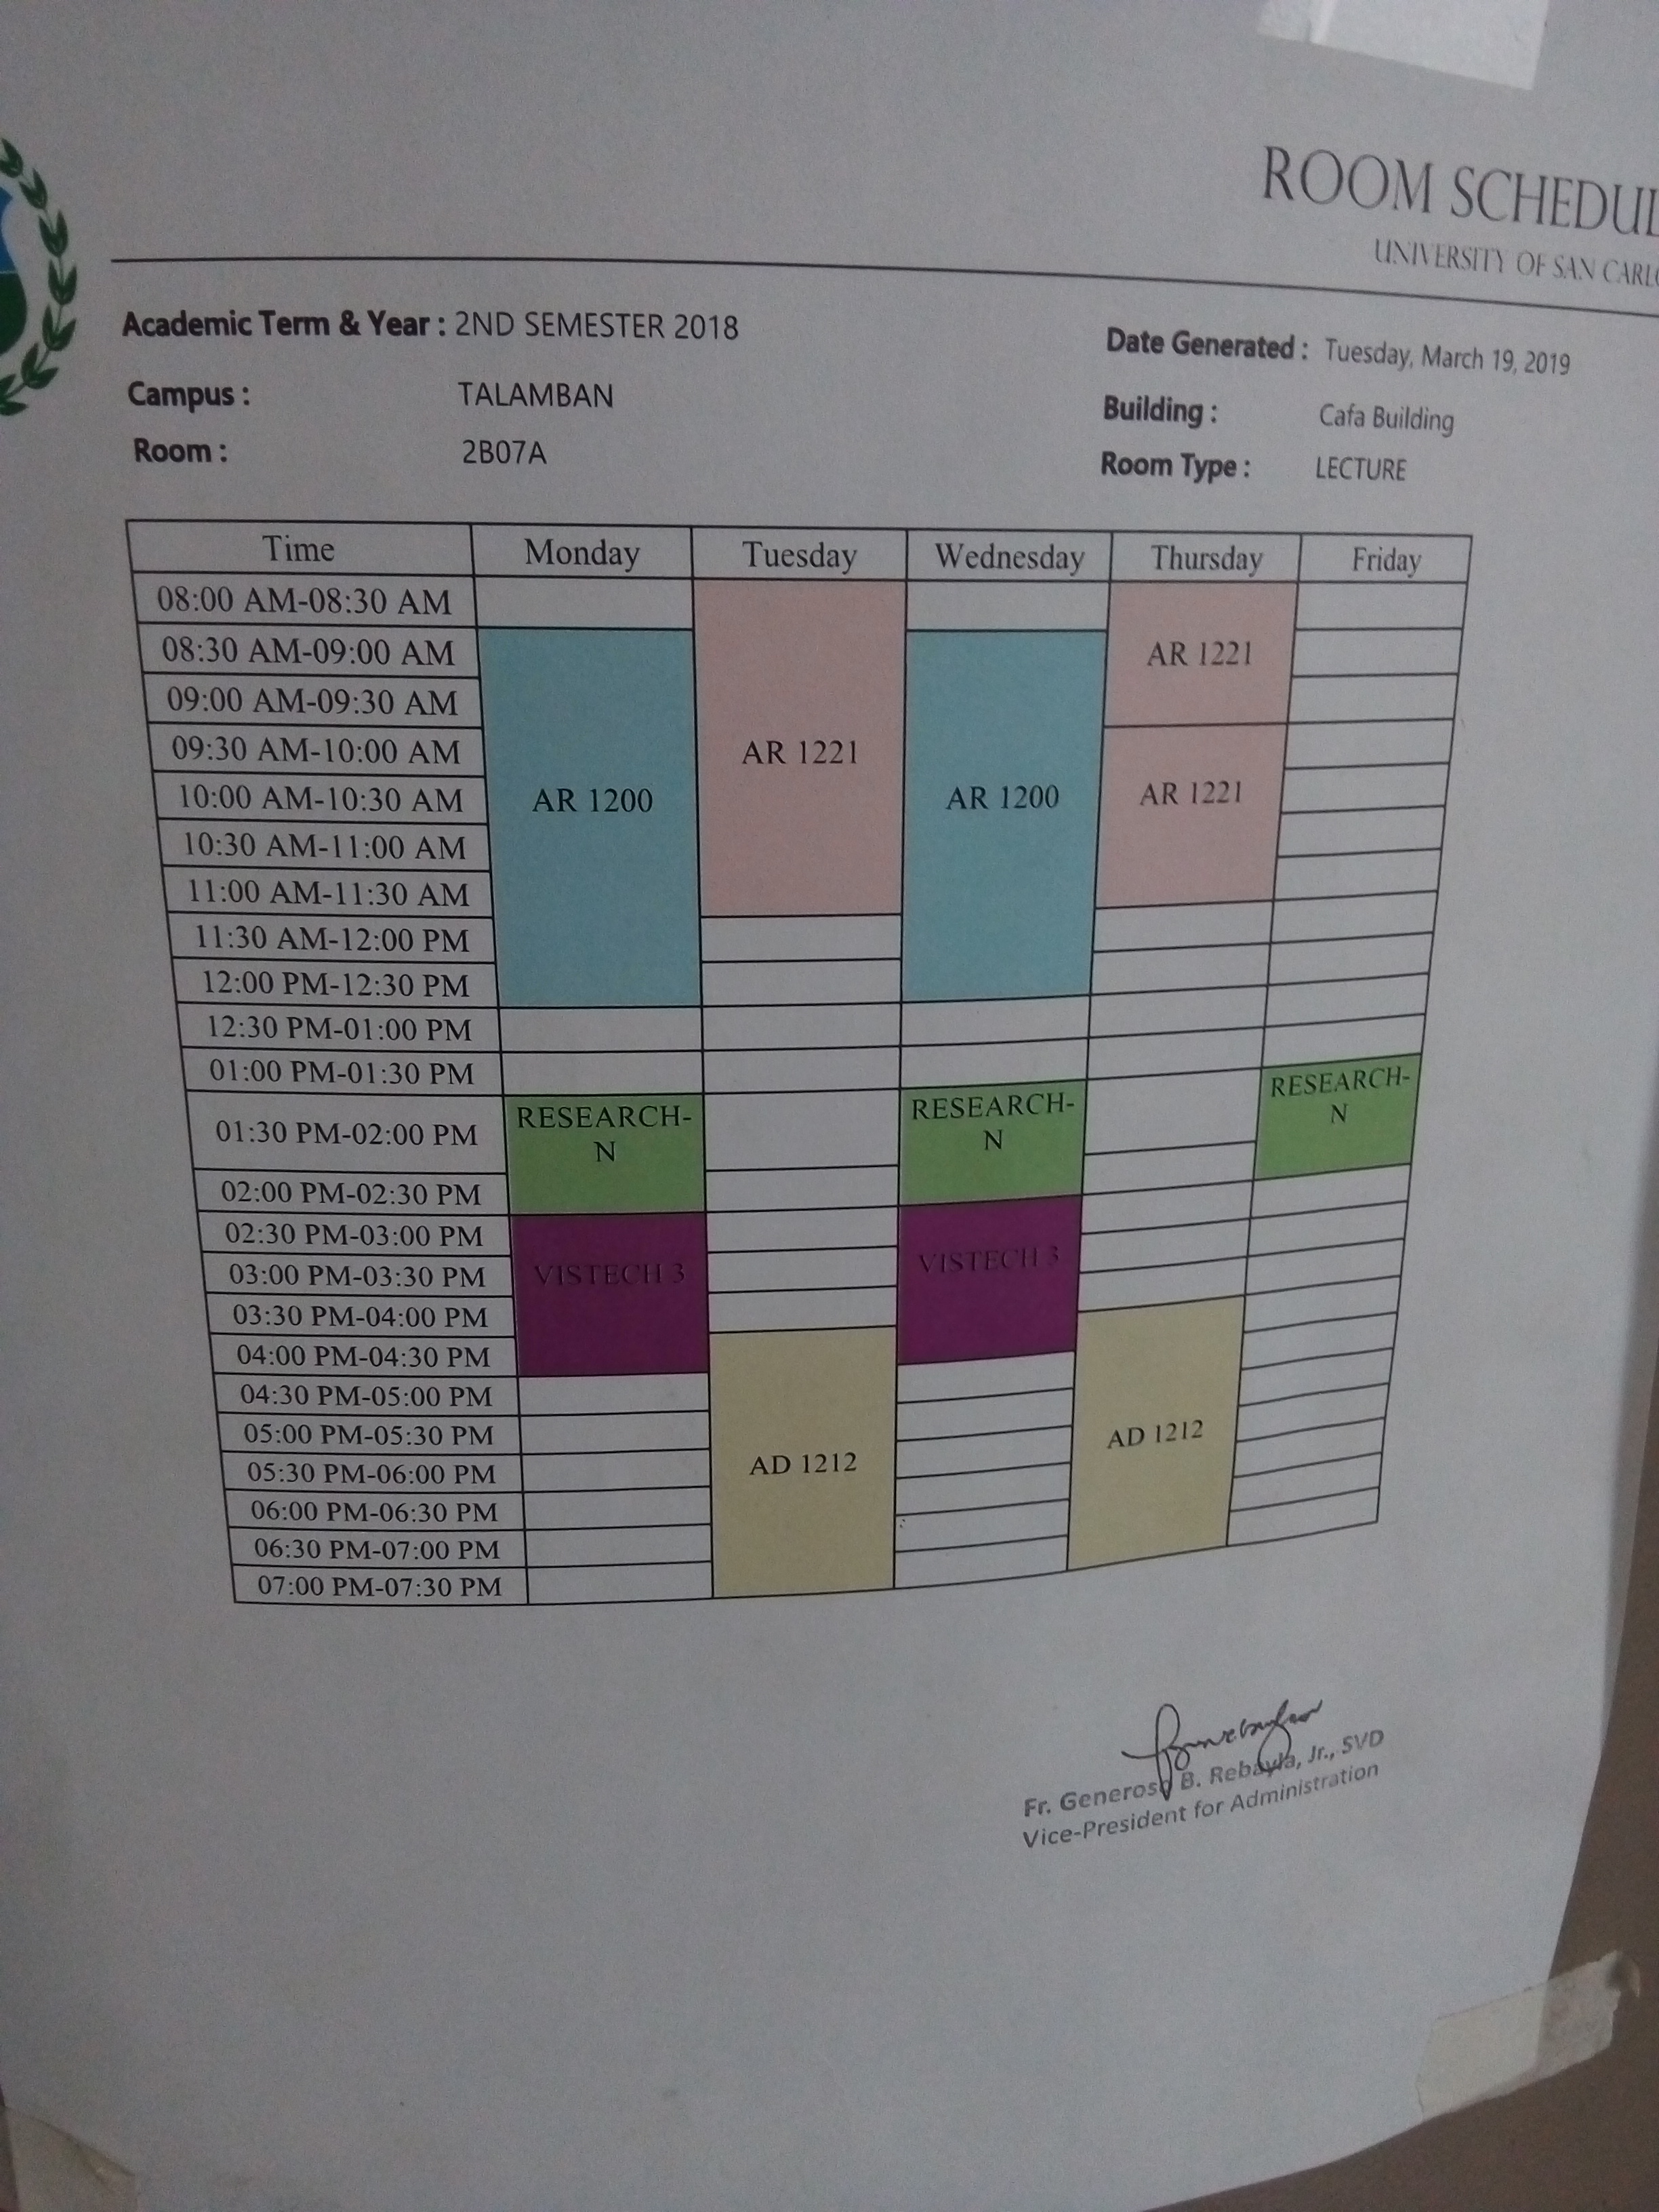 ROOM SCHEDUL
UNIVERSITY OF SAN CARLO
Academic Term & Year : 2ND SEMESTER 2018
Date Generated : Tuesday, March 19, 2019
Campus : TALAMBAN
Building : Cafa Building
Room : 2B07A
Room Type : LECTURE
Time Monday Tuesday Wednesday Thursday Friday
08:00 AM-08:30 AM
08:30 AM-09:00 AM AR 1221
09:00 AM-09:30 AM
09:30 AM-10:00 AM AR 1221
10:00 AM-10:30 AM AR 1200 AR 1200 AR 1221
10:30 AM-11:00 AM
11:00 AM-11:30 AM
11:30 AM-12:00 PM
12:00 PM-12:30 PM
12:30 PM-01:00 PM
01:00 PM-01:30 PM
RESEARCH- RESEARCH- RESEARCH-
01:30 PM-02:00 PM N N N
02:00 PM-02:30 PM
02:30 PM-03:00 PM
03:00 PM-03:30 PM VISTECH 3 VISTECH 3
03:30 PM-04:00 PM
04:00 PM-04:30 PM
04:30 PM-05:00 PM
05:00 PM-05:30 PM
05:30 PM-06:00 PM AD 1212 AD 1212
06:00 PM-06:30 PM
06:30 PM-07:00 PM
07:00 PM-07:30 PM
Fr. Generoso B. Rebayla, Jr., SVD
Vice-President for Administration